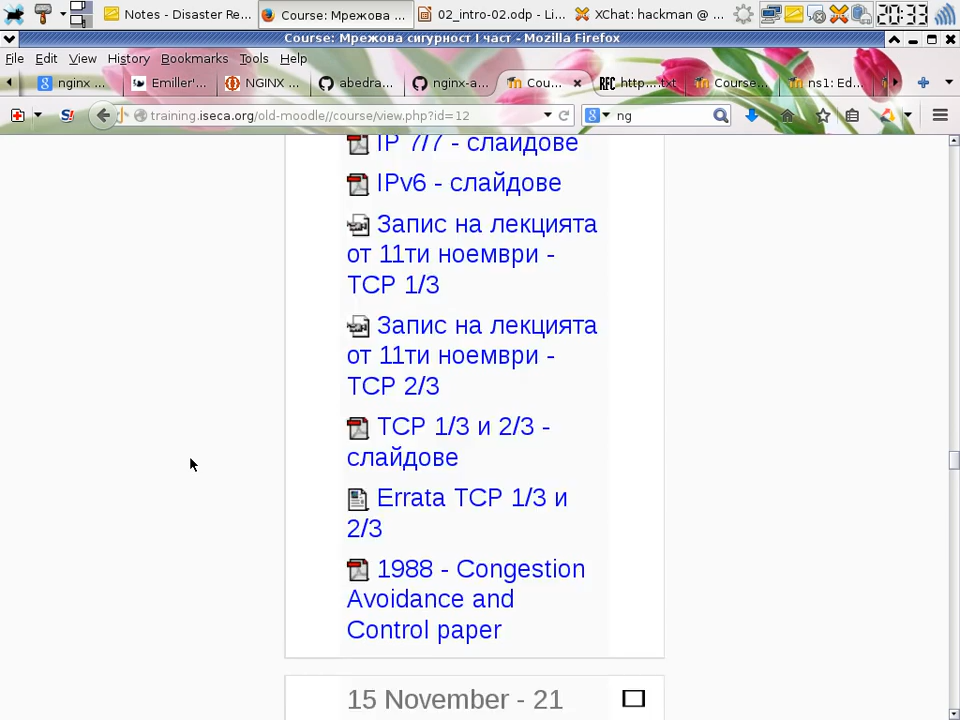 Notes - Disaster Re...
Course: Мрежова ...
02_intro-02.odp - Li...
XChat: hackman @ ...
20:33
Course: Мрежова сигурност I част - Mozilla Firefox
File Edit View History Bookmarks Tools Help
nginx ...
Emiller'...
NGINX ...
abedra...
nginx-a...
Cou...
RFC http....txt
Course...
ns1: Ed...
training.iseca.org/old-moodle//course/view.php?id=12
ng
IP 7/7 - слайдове
IPv6 - слайдове
Запис на лекцията
от 11ти ноември -
TCP 1/3
Запис на лекцията
от 11ти ноември -
TCP 2/3
TCP 1/3 и 2/3 -
слайдове
Errata TCP 1/3 и
2/3
1988 - Congestion
Avoidance and
Control paper
15 November - 21